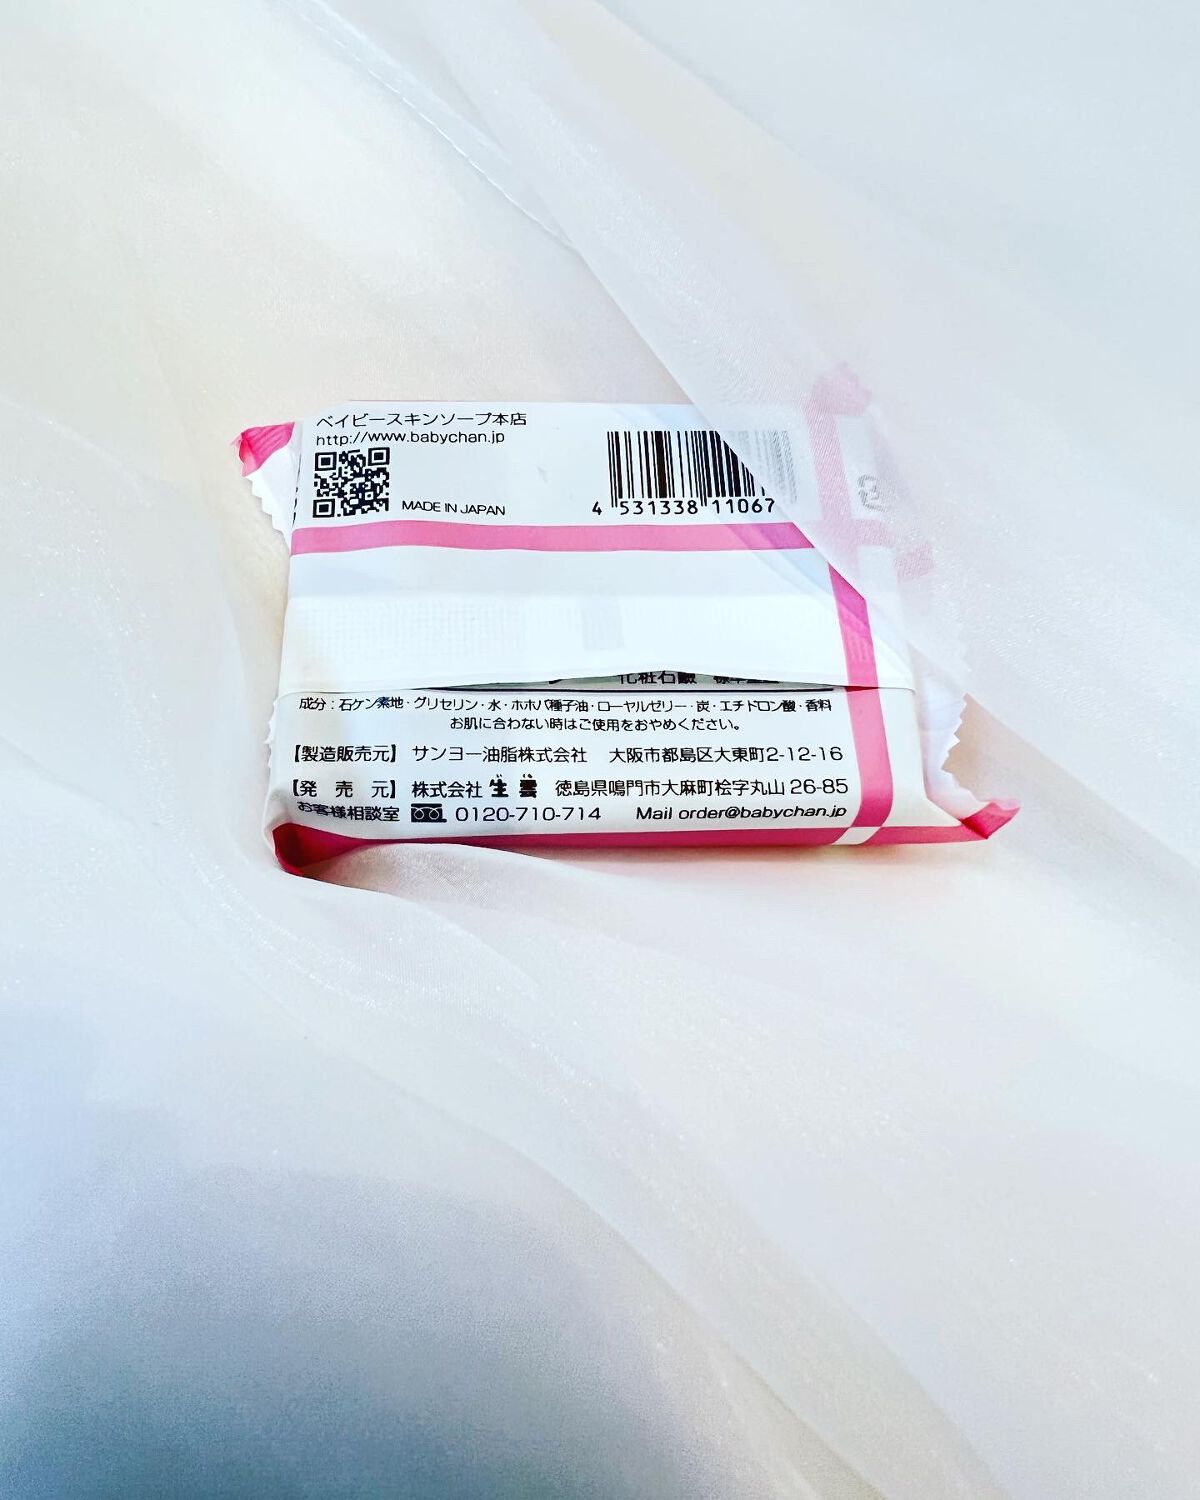 ベイビースキンソープ本店
http://www.babychan.jp
MADE IN JAPAN
4 531338 11067
化粧石鹸
成分：石ケン素地・グリセリン・水・ホホバ種子油・ローヤルゼリー・炭・エチドロン酸・香料
お肌に合わない時はご使用をおやめください。
【製造販売元】 サンヨー油脂株式会社 大阪市都島区大東町2-12-16
【発 売 元】 株式会社 生雲 徳島県鳴門市大麻町桧字丸山 26-85
お客様相談室 0120-710-714 Mail order@babychan.jp